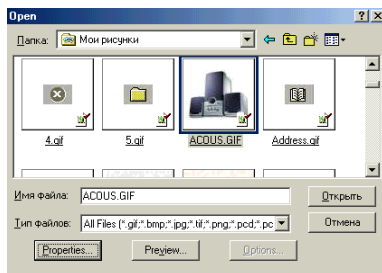 Open
Папка: Мои рисунки
4.gif 5.gif ACOUS.GIF Address.gif
Имя файла: ACOUS.GIF Открыть
Тип файлов: All Files (*.gif;*.bmp;*.jpg;*.tif;*.png;*.pcd;*.pc Отмена
Properties... Preview... Options...